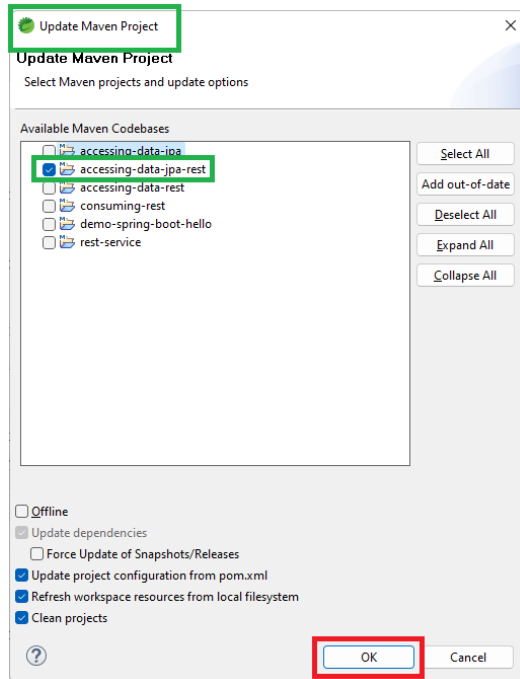 Update Maven Project
Update Maven Project
Select Maven projects and update options
Available Maven Codebases
accessing-data-jpa
accessing-data-jpa-rest
accessing-data-rest
consuming-rest
demo-spring-boot-hello
rest-service
Select All
Add out-of-date
Deselect All
Expand All
Collapse All
Offline
Update dependencies
Force Update of Snapshots/Releases
Update project configuration from pom.xml
Refresh workspace resources from local filesystem
Clean projects
?
OK
Cancel